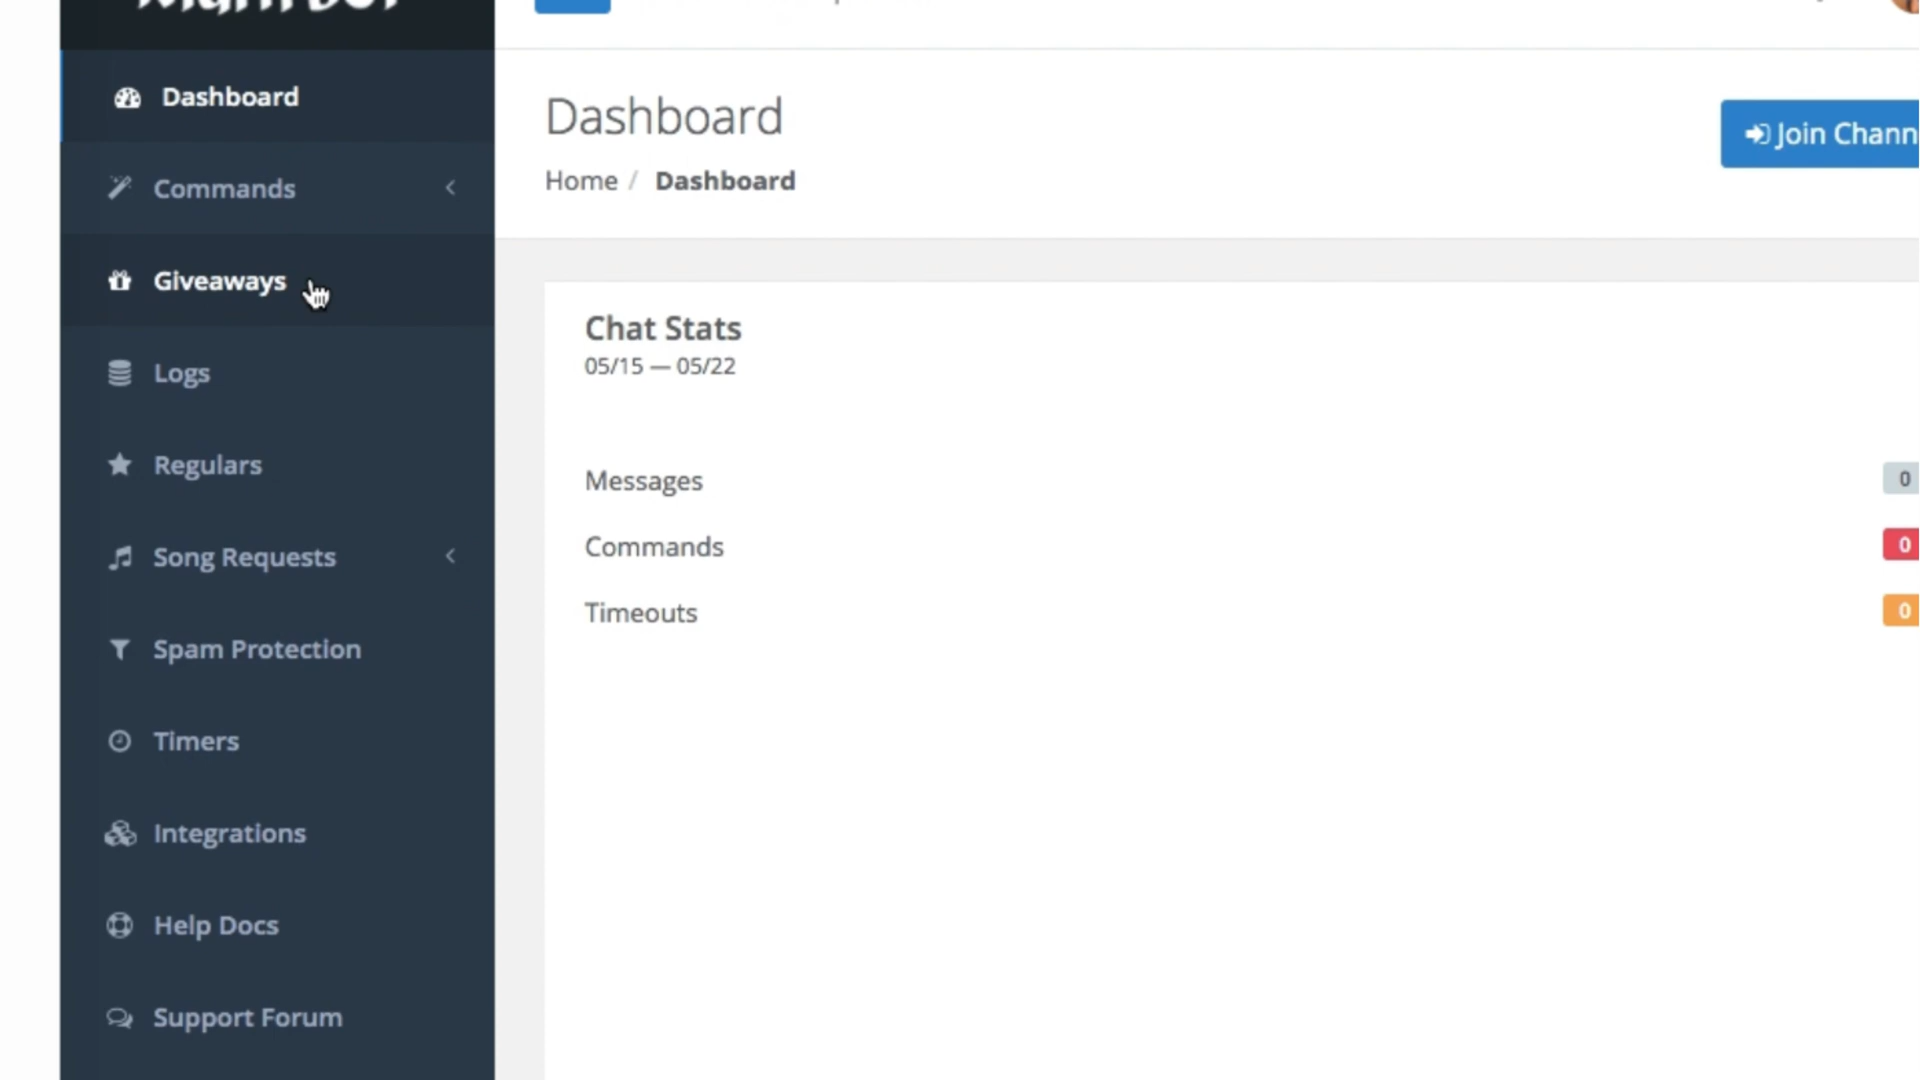 Dashboard
Commands
Giveaways
Logs
Regulars
Song Requests
Spam Protection
Timers
Integrations
Help Docs
Support Forum
Dashboard
Join Chann
Home / Dashboard
Chat Stats
05/15 — 05/22
Messages 0
Commands 0
Timeouts 0